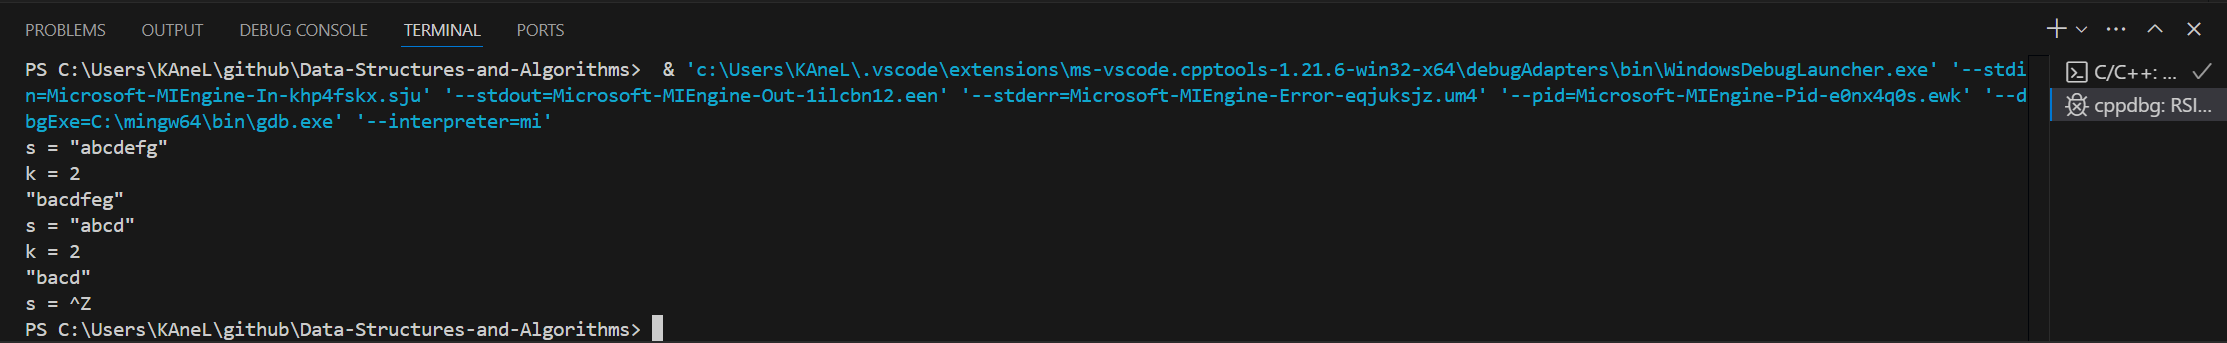 PROBLEMS OUTPUT DEBUG CONSOLE TERMINAL PORTS
PS C:\Users\KAneL\github\Data-Structures-and-Algorithms>  & 'c:\Users\KAneL\.vscode\extensions\ms-vscode.cpptools-1.21.6-win32-x64\debugAdapters\bin\WindowsDebugLauncher.exe' '--stdi
n=Microsoft-MIEngine-In-khp4fskx.sju' '--stdout=Microsoft-MIEngine-Out-1ilcbn12.een' '--stderr=Microsoft-MIEngine-Error-eqjuksjz.um4' '--pid=Microsoft-MIEngine-Pid-e0nx4q0s.ewk' '--d
bgExe=C:\mingw64\bin\gdb.exe' '--interpreter=mi'
s = "abcdefg"
k = 2
"bacdfeg"
s = "abcd"
k = 2
"bacd"
s = ^Z
PS C:\Users\KAneL\github\Data-Structures-and-Algorithms>
C/C++: ...
cppdbg: RSI...